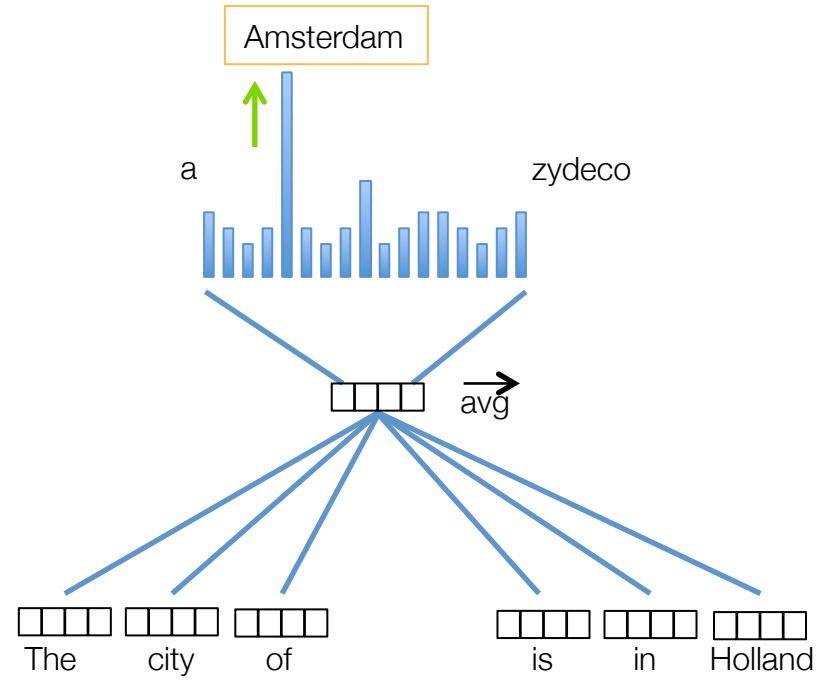 Amsterdam
a
zydeco
avg
The city of is in Holland